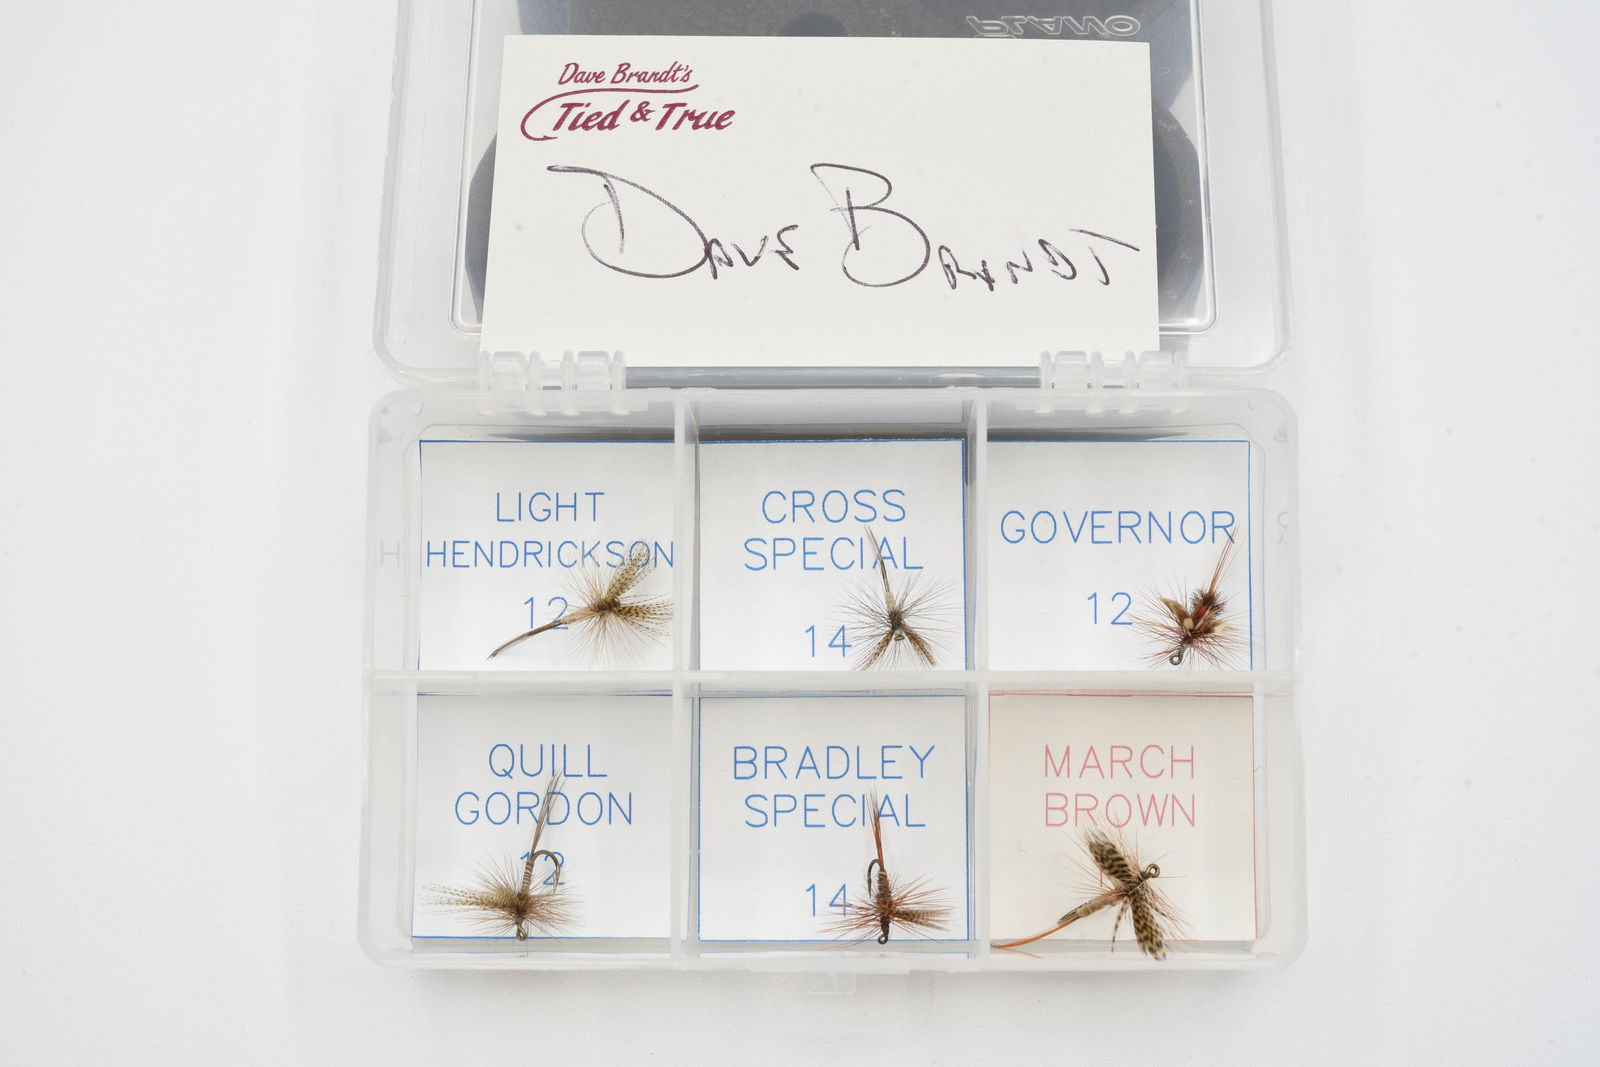 PLANO
Dave Brandt's
Tied & True
DAVE BRANDT
LIGHT
HENDRICKSON
12
CROSS
SPECIAL
14
GOVERNOR
12
QUILL
GORDON
12
BRADLEY
SPECIAL
14
MARCH
BROWN